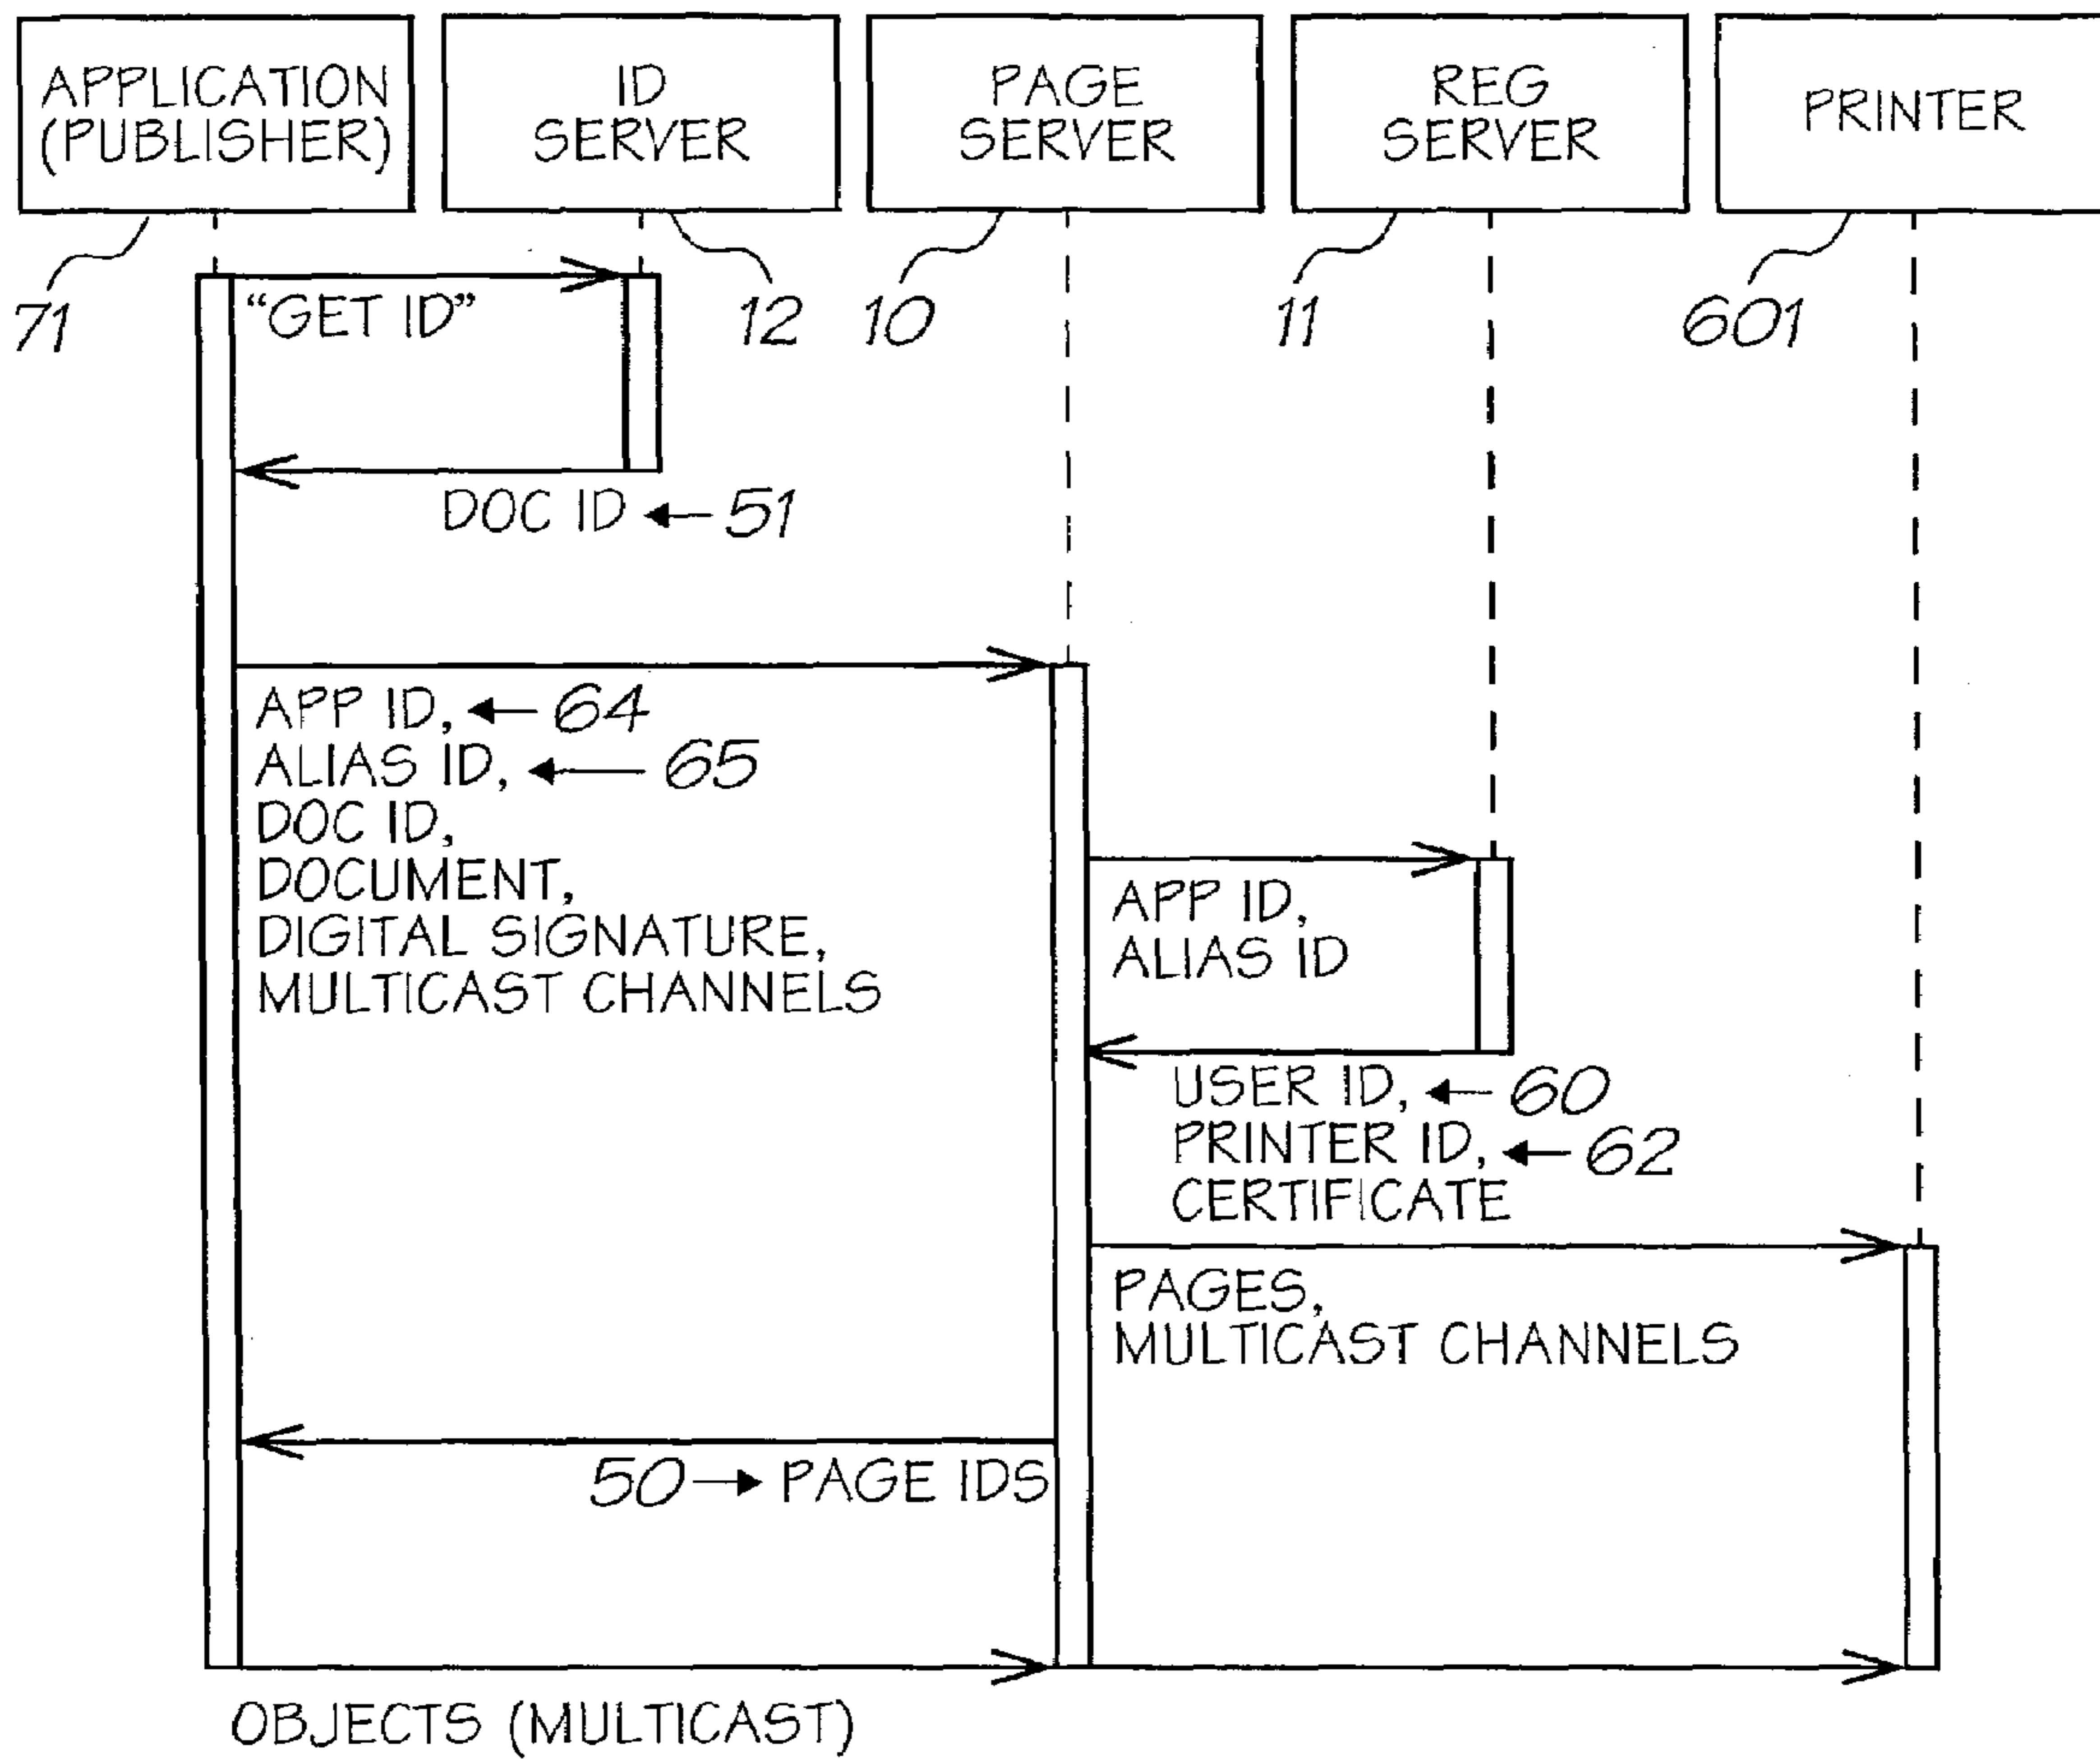 APPLICATION
(PUBLISHER)
ID
SERVER
PAGE
SERVER
REG
SERVER
PRINTER
71
12
10
11
601
“GET ID”
DOC ID 51
APP ID, 64
ALIAS ID, 65
DOC ID,
DOCUMENT,
DIGITAL SIGNATURE,
MULTICAST CHANNELS
APP ID,
ALIAS ID
USER ID, 60
PRINTER ID, 62
CERTIFICATE
PAGES,
MULTICAST CHANNELS
50 PAGE IDS
OBJECTS (MULTICAST)